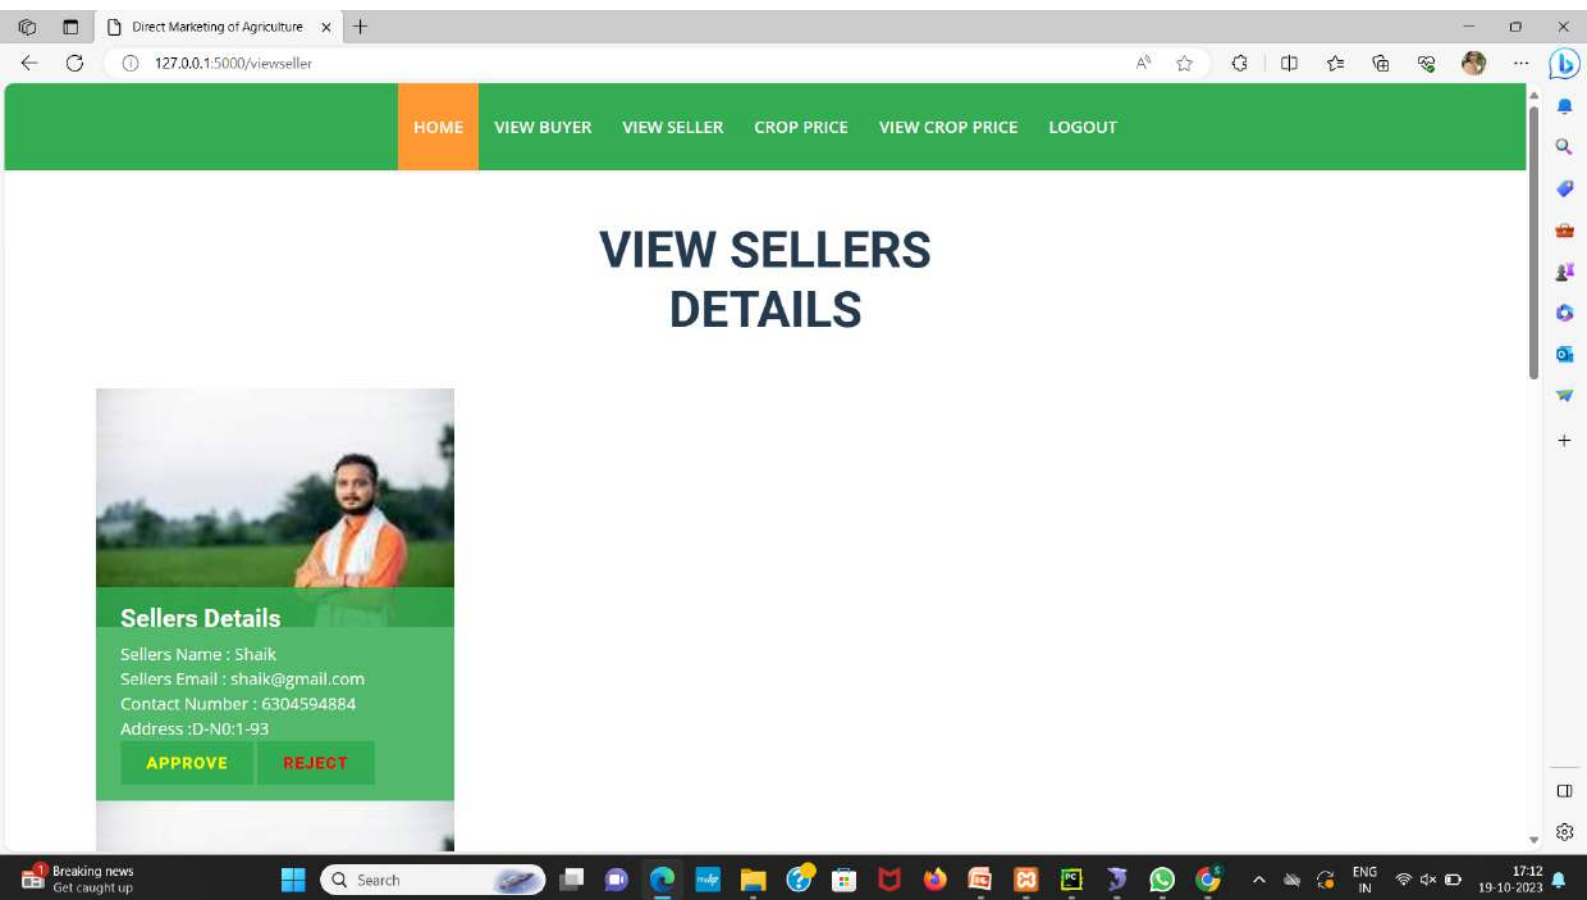 Direct Marketing of Agriculture
127.0.0.1:5000/viewseller
HOME VIEW BUYER VIEW SELLER CROP PRICE VIEW CROP PRICE LOGOUT
VIEW SELLERS
DETAILS
Sellers Details
Sellers Name : Shaik
Sellers Email : shaik@gmail.com
Contact Number : 6304594884
Address :D-N0:1-93
APPROVE REJECT
1 Breaking news
Get caught up
Search
ENG
IN
17:12
19-10-2023